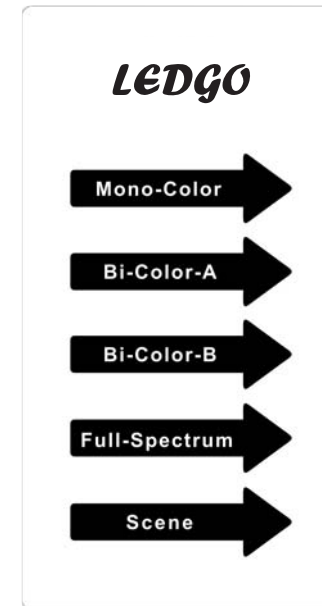 LEDGO
Mono-Color
Bi-Color-A
Bi-Color-B
Full-Spectrum
Scene